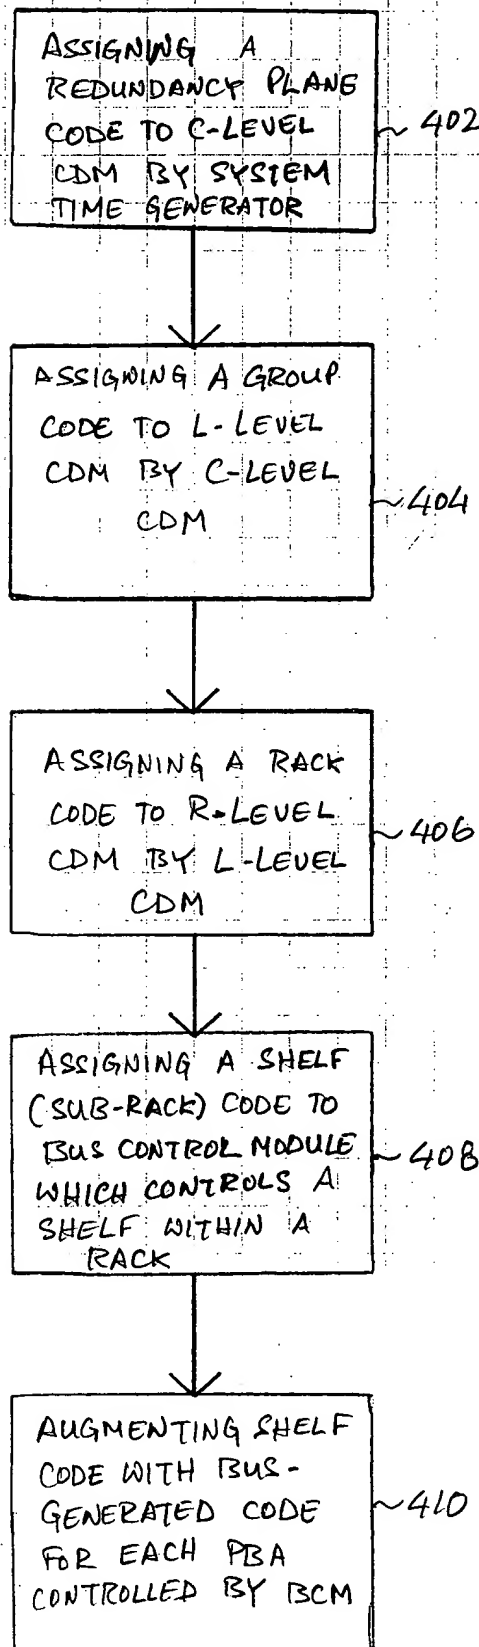 ASSIGNING A
REDUNDANCY PLANE
CODE TO C-LEVEL
CDM BY SYSTEM
TIME GENERATOR
402
ASSIGNING A GROUP
CODE TO L-LEVEL
CDM BY C-LEVEL
CDM
404
ASSIGNING A RACK
CODE TO R-LEVEL
CDM BY L-LEVEL
CDM
406
ASSIGNING A SHELF
(SUB-RACK) CODE TO
BUS CONTROL MODULE
WHICH CONTROLS A
SHELF WITHIN A
RACK
408
AUGMENTING SHELF
CODE WITH BUS-
GENERATED CODE
FOR EACH PBA
CONTROLLED BY BCM
410